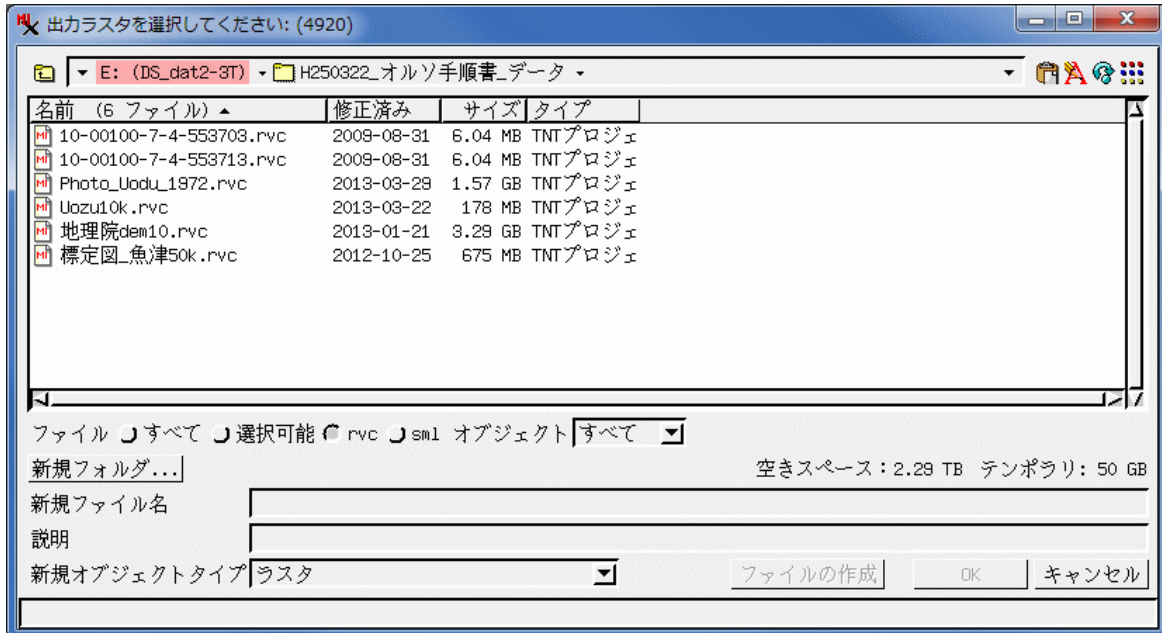 出力ラスタを選択してください: (4920)
E: (DS_dat2-3T) H250322_オルソ手順書_データ
名前 (6 ファイル) 修正済み サイズ タイプ
10-00100-7-4-553703.rvc 2009-08-31 6.04 MB TNTプロジェ
10-00100-7-4-553713.rvc 2009-08-31 6.04 MB TNTプロジェ
Photo_Uodu_1972.rvc 2013-03-29 1.57 GB TNTプロジェ
Uozu10k.rvc 2013-03-22 178 MB TNTプロジェ
地理院dem10.rvc 2013-01-21 3.29 GB TNTプロジェ
標定図_魚津50k.rvc 2012-10-25 675 MB TNTプロジェ
ファイル すべて 選択可能 rvc sml オブジェクト すべて
新規フォルダ... 空きスペース：2.29 TB テンポラリ: 50 GB
新規ファイル名
説明
新規オブジェクトタイプ ラスタ ファイルの作成 OK キャンセル